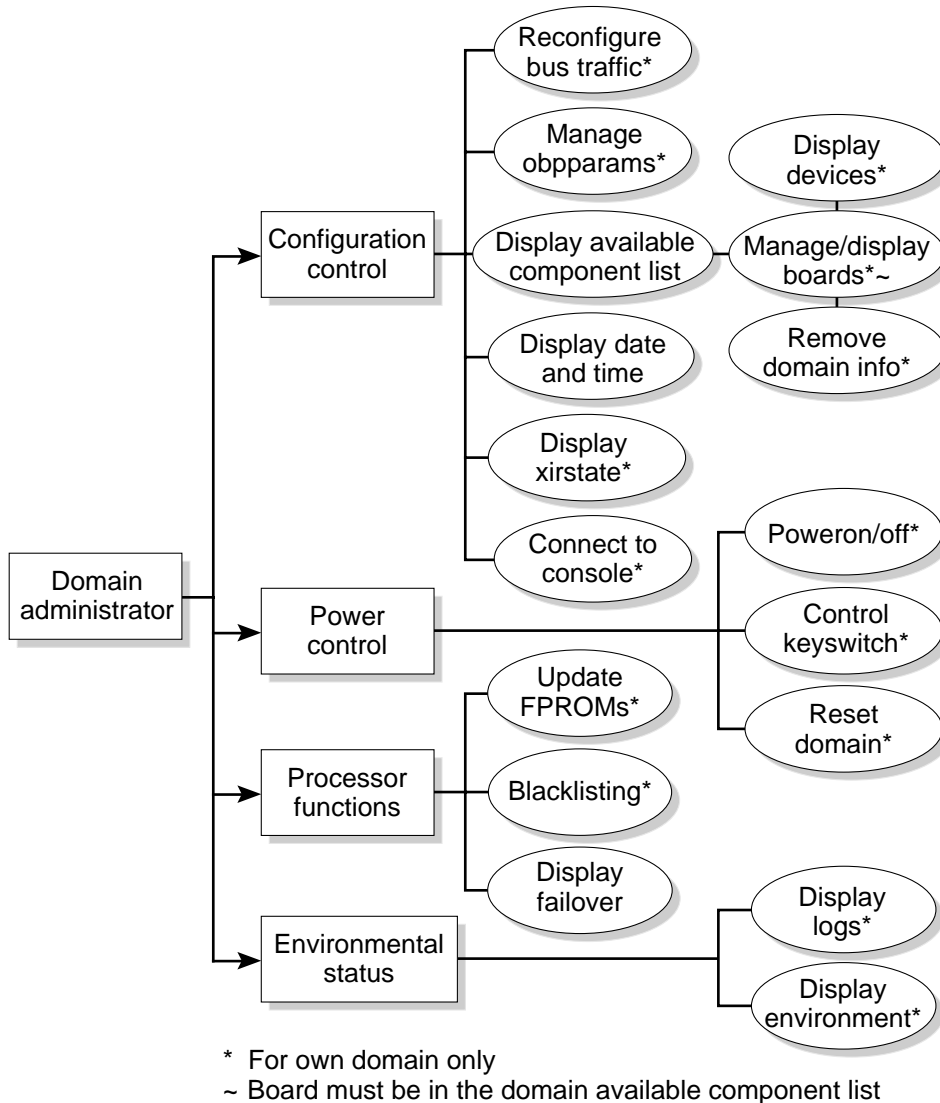 Reconfigure
bus traffic*
Manage
obpparams*
Display
devices*
Configuration
control
Display available
component list
Manage/display
boards*~
Display date
and time
Remove
domain info*
Display
xirstate*
Connect to
console*
Poweron/off*
Domain
administrator
Power
control
Control
keyswitch*
Update
FPROMs*
Reset
domain*
Processor
functions
Blacklisting*
Display
failover
Display
logs*
Environmental
status
Display
environment*
* For own domain only
~ Board must be in the domain available component list